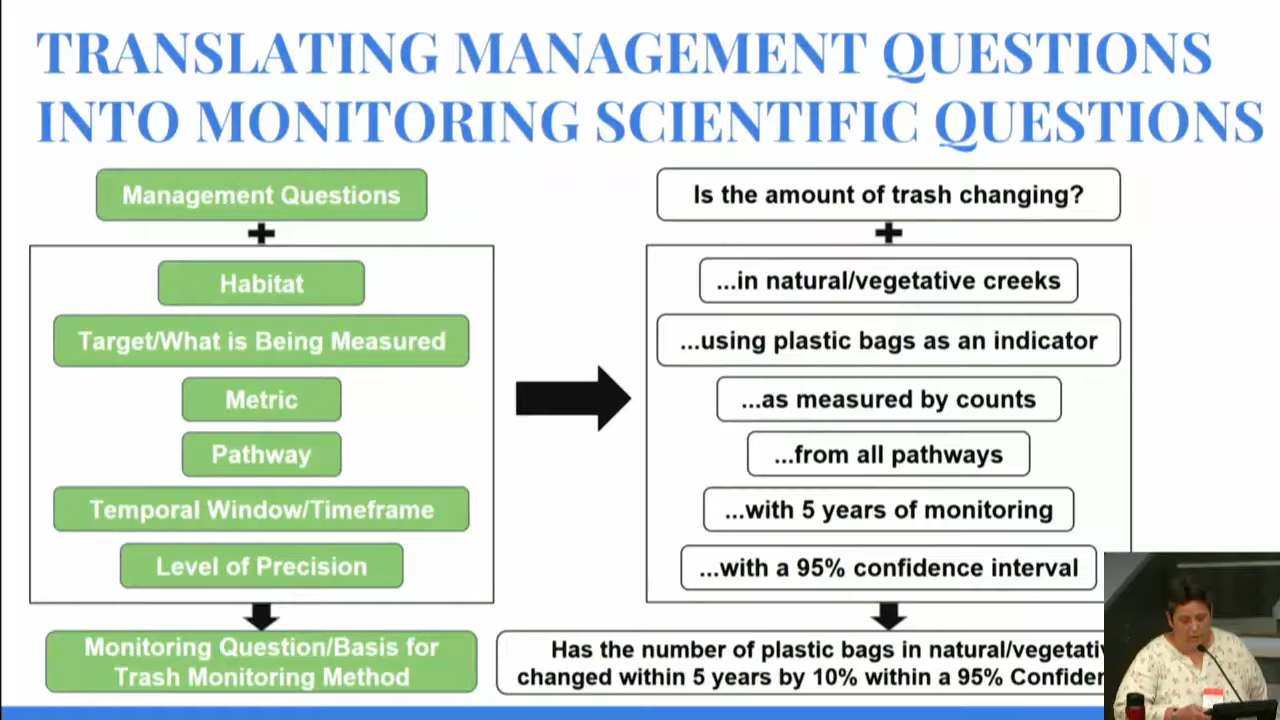 TRANSLATING MANAGEMENT QUESTIONS
INTO MONITORING SCIENTIFIC QUESTIONS
Management Questions
Habitat
Target/What is Being Measured
Metric
Pathway
Temporal Window/Timeframe
Level of Precision
Monitoring Question/Basis for
Trash Monitoring Method
Is the amount of trash changing?
...in natural/vegetative creeks
...using plastic bags as an indicator
...as measured by counts
...from all pathways
...with 5 years of monitoring
...with a 95% confidence interval
Has the number of plastic bags in
changed within 5 years by 10% within a 95%